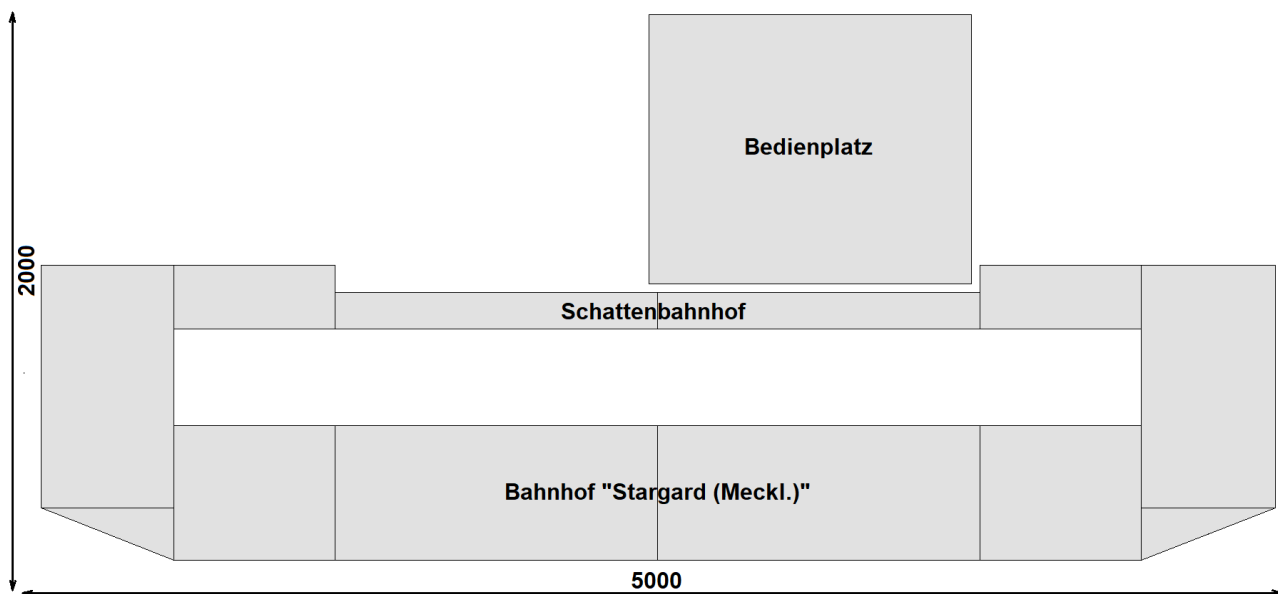 Bedienplatz
2000
Schattenbahnhof
Bahnhof "Stargard (Meckl.)"
5000